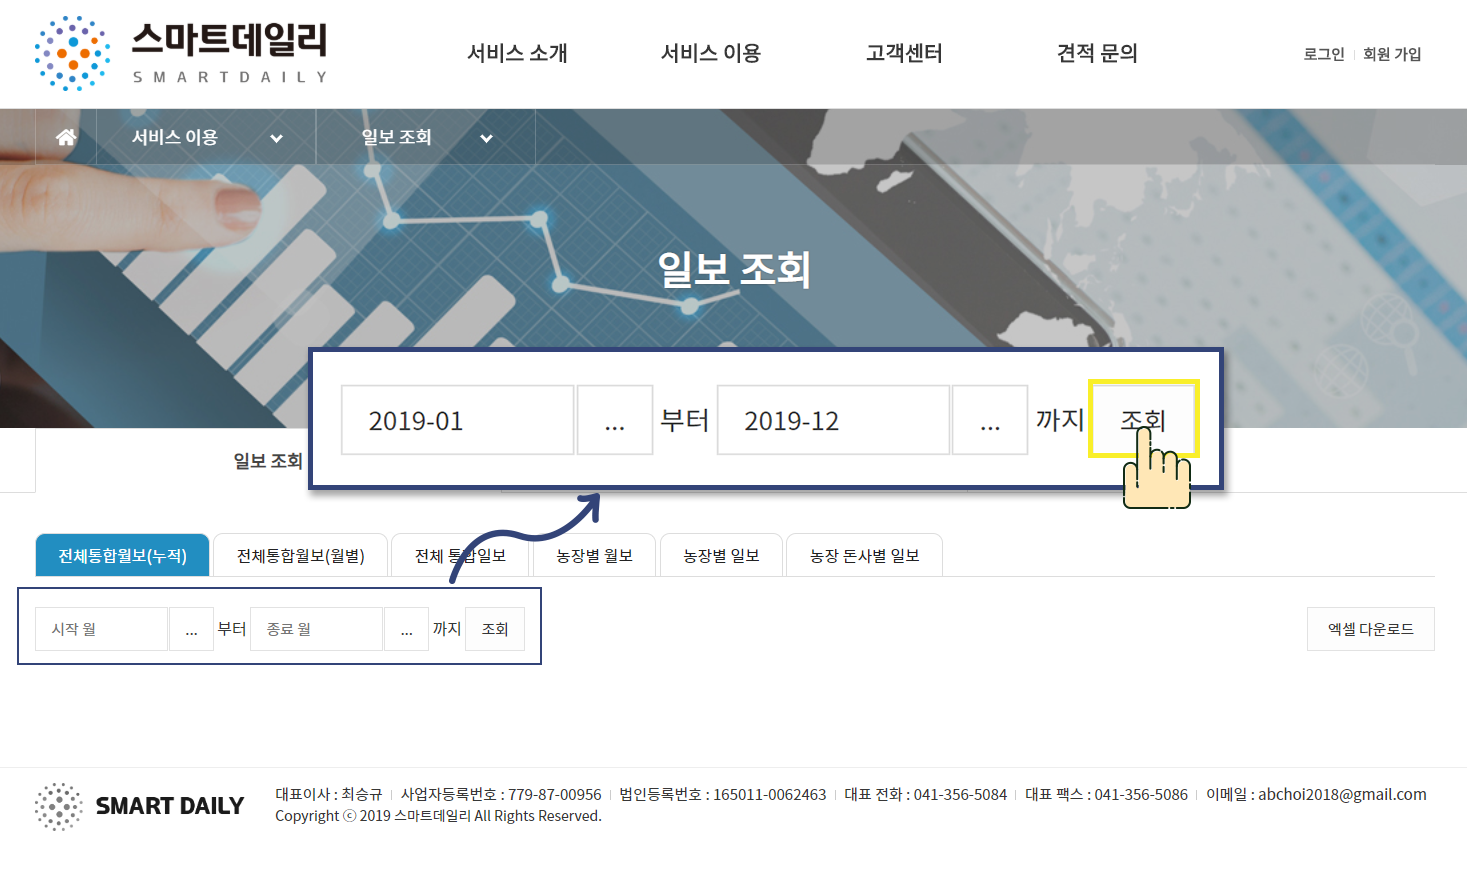 스마트데일리
SMARTDAILY
서비스 소개
서비스 이용
고객센터
견적 문의
로그인
회원 가입
서비스 이용
일보 조회
일보 조회
2019-01
...
부터
2019-12
...
까지
조회
일보 조회
전체통합월보(누적)
전체통합월보(월별)
전체 통합일보
농장별 월보
농장별 일보
농장 돈사별 일보
시작 월
...
부터
종료 월
...
까지
조회
엑셀 다운로드
SMART DAILY
대표이사 : 최승규 | 사업자등록번호 : 779-87-00956 | 법인등록번호 : 165011-0062463 | 대표 전화 : 041-356-5084 | 대표 팩스 : 041-356-5086 | 이메일 : abchoi2018@gmail.com
Copyright ⓒ 2019 스마트데일리 All Rights Reserved.